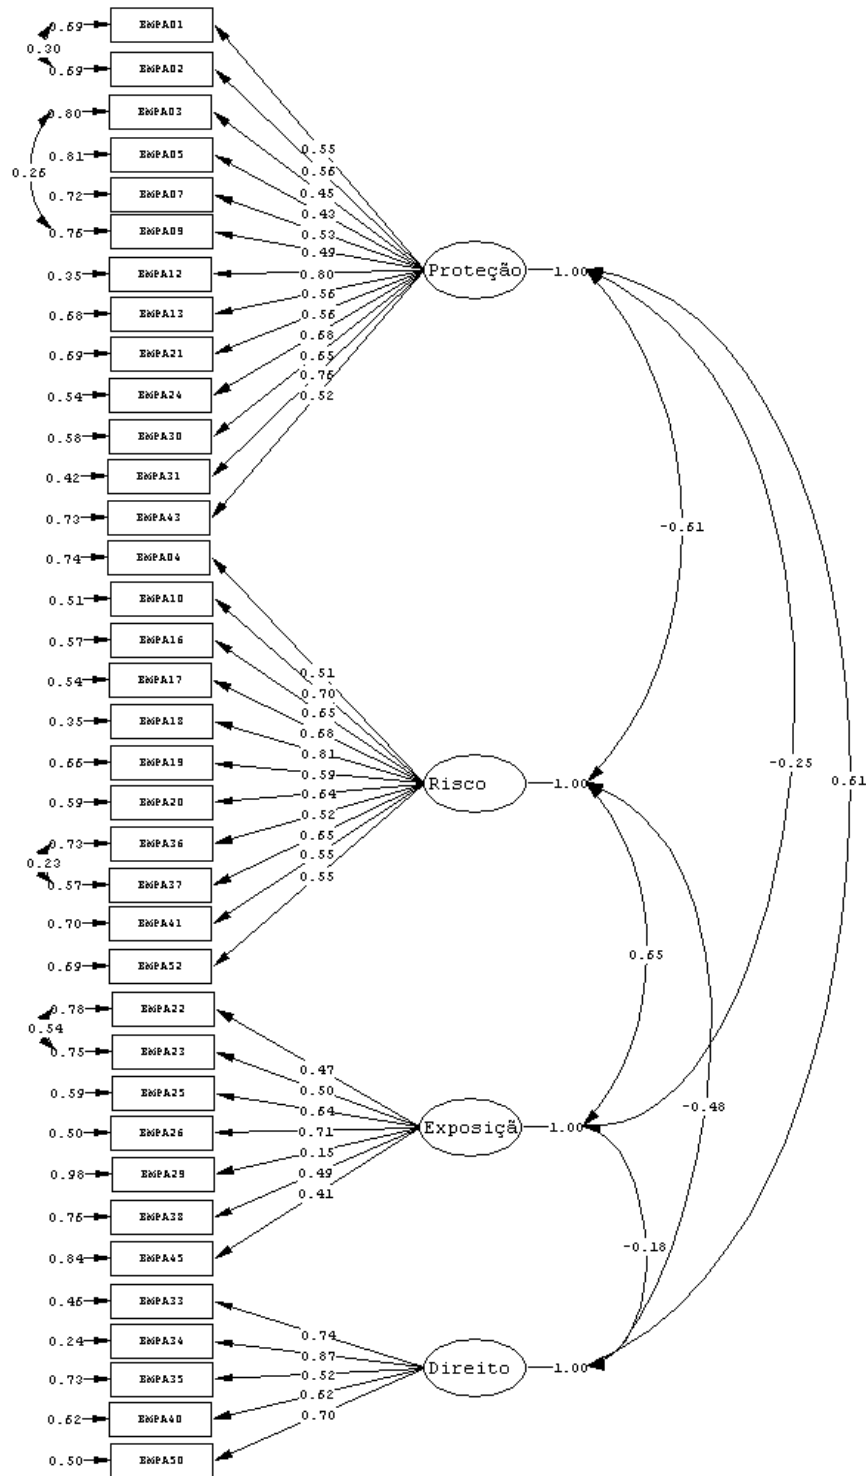 0.69 EMPA01
0.30
0.69 EMPA02
0.80 EMPA03
0.81 EMPA05
0.26
0.72 EMPA07
0.76 EMPA09
0.35 EMPA12
0.68 EMPA13
0.69 EMPA21
0.54 EMPA24
0.58 EMPA30
0.42 EMPA31
0.73 EMPA43
0.55
0.56
0.45
0.43
0.53
0.49
0.80
0.56
0.56
0.68
0.65
0.76
0.52
Proteção 1.00
0.74 EMPA04
0.51 EMPA10
0.57 EMPA16
0.54 EMPA17
0.35 EMPA18
0.66 EMPA19
0.59 EMPA20
0.73 EMPA36
0.23
0.57 EMPA37
0.70 EMPA41
0.69 EMPA52
0.51
0.70
0.65
0.68
0.81
0.59
0.64
0.52
0.65
0.55
0.55
Risco 1.00
0.78 EMPA22
0.54
0.75 EMPA23
0.59 EMPA25
0.50 EMPA26
0.98 EMPA29
0.76 EMPA38
0.84 EMPA45
0.47
0.50
0.64
0.71
0.15
0.49
0.41
Exposiçã 1.00
0.46 EMPA33
0.24 EMPA34
0.73 EMPA35
0.62 EMPA40
0.50 EMPA50
0.74
0.87
0.52
0.62
0.70
Direito 1.00
-0.61
-0.25
0.61
0.65
-0.48
-0.18